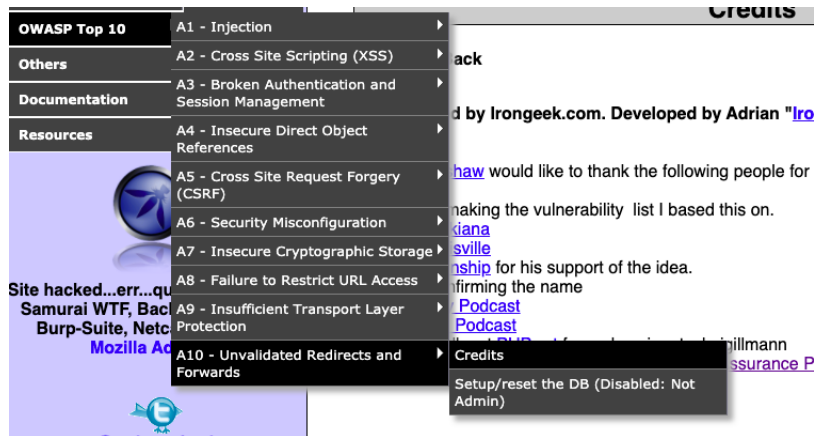 Credits
OWASP Top 10
Others
Documentation
Resources
A1 - Injection
A2 - Cross Site Scripting (XSS)
A3 - Broken Authentication and
Session Management
A4 - Insecure Direct Object
References
A5 - Cross Site Request Forgery
(CSRF)
A6 - Security Misconfiguration
A7 - Insecure Cryptographic Storage
A8 - Failure to Restrict URL Access
A9 - Insufficient Transport Layer
Protection
A10 - Unvalidated Redirects and
Forwards
Credits
Setup/reset the DB (Disabled: Not
Admin)
Site hacked...err...qu
Samurai WTF, Bac
Burp-Suite, Netc
Mozilla Ad
ack
d by Irongeek.com. Developed by Adrian "Iro
haw would like to thank the following people for
making the vulnerability list I based this on.
kiana
sville
nship for his support of the idea.
nfirming the name
Podcast
Podcast
gillmann
ssurance P